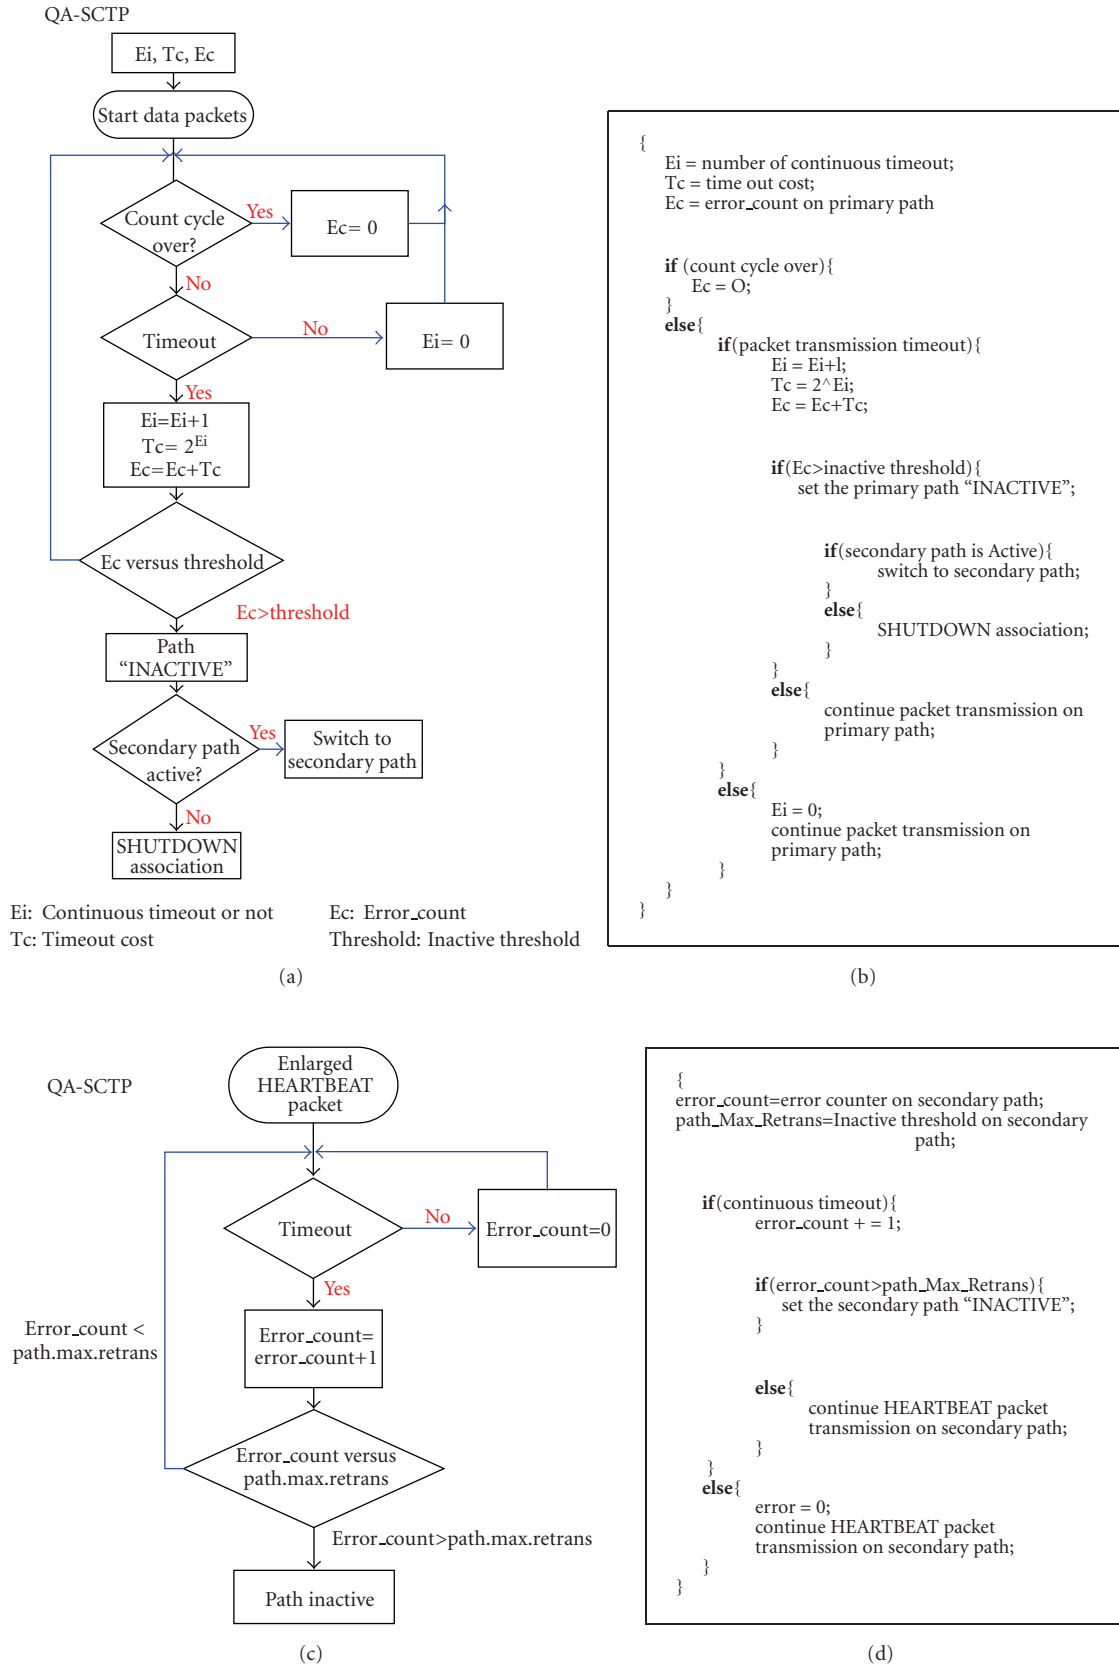 QA-SCTP
Ei, Tc, Ec
Start data packets
Count cycle
over?
Yes
Ec= 0
No
Timeout
No
Ei= 0
Yes
Ei=Ei+1
Tc= 2^Ei
Ec=Ec+Tc
Ec versus threshold
Ec>threshold
Path
“INACTIVE”
Secondary path
active?
Yes
Switch to
secondary path
No
SHUTDOWN
association
Ei: Continuous timeout or not
Ec: Error_count
Tc: Timeout cost
Threshold: Inactive threshold
(a)
{
Ei = number of continuous timeout;
Tc = time out cost;
Ec = error_count on primary path
if (count cycle over){
Ec = O;
}
else{
if(packet transmission timeout){
Ei = Ei+l;
Tc = 2^Ei;
Ec = Ec+Tc;
if(Ec>inactive threshold){
set the primary path “INACTIVE”;
if(secondary path is Active){
switch to secondary path;
}
else{
SHUTDOWN association;
}
}
else{
continue packet transmission on
primary path;
}
}
else{
Ei = 0;
continue packet transmission on
primary path;
}
}
}
(b)
QA-SCTP
Enlarged
HEARTBEAT
packet
Timeout
No
Error_count=0
Yes
Error_count=
error_count+1
Error_count <
path.max.retrans
Error_count versus
path.max.retrans
Error_count>path.max.retrans
Path inactive
(c)
{
error_count=error counter on secondary path;
path_Max_Retrans=Inactive threshold on secondary
path;
if(continuous timeout){
error_count + = 1;
if(error_count>path_Max_Retrans){
set the secondary path “INACTIVE”;
}
else{
continue HEARTBEAT packet
transmission on secondary path;
}
}
else{
error = 0;
continue HEARTBEAT packet
transmission on secondary path;
}
}
(d)